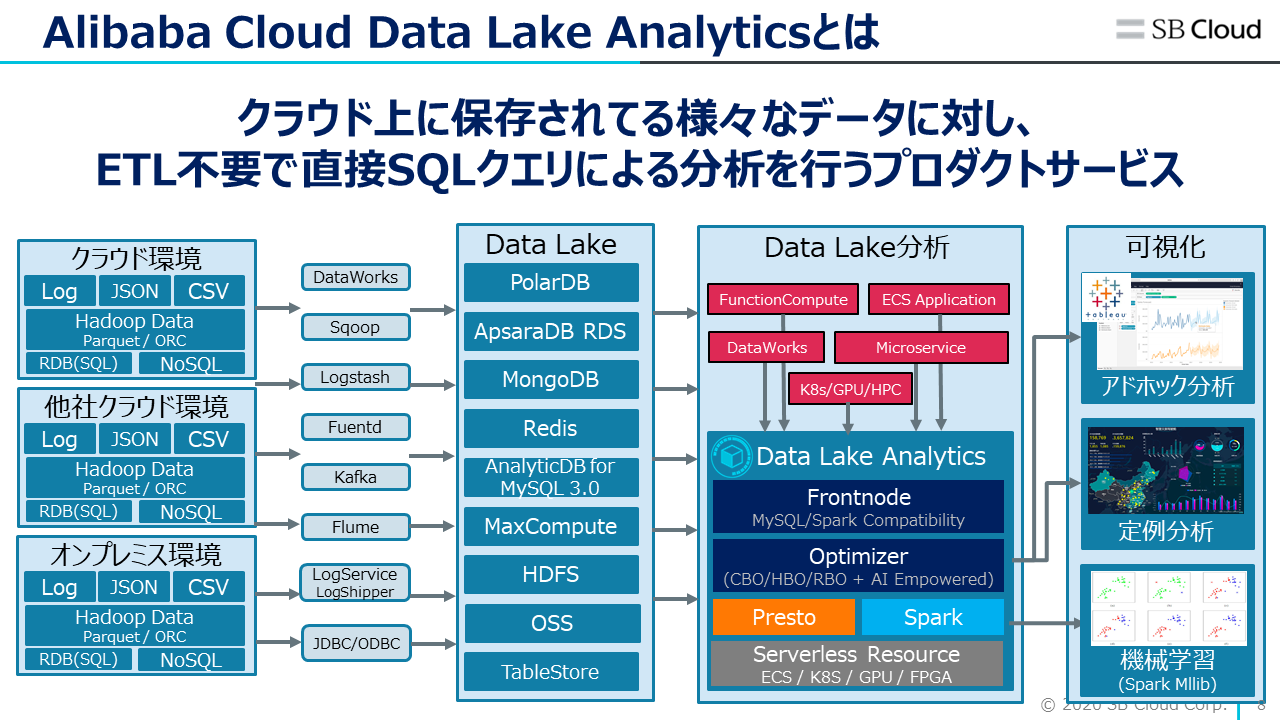 Alibaba Cloud Data Lake Analyticsとは
SB Cloud
クラウド上に保存されてる様々なデータに対し、
ETL不要で直接SQLクエリによる分析を行うプロダクトサービス
クラウド環境
Log
JSON
CSV
Hadoop Data
Parquet / ORC
RDB(SQL)
NoSQL
他社クラウド環境
Log
JSON
CSV
Hadoop Data
Parquet / ORC
RDB(SQL)
NoSQL
オンプレミス環境
Log
JSON
CSV
Hadoop Data
Parquet / ORC
RDB(SQL)
NoSQL
DataWorks
Sqoop
Logstash
Fuentd
Kafka
Flume
LogService
LogShipper
JDBC/ODBC
Data Lake
PolarDB
ApsaraDB RDS
MongoDB
Redis
AnalyticDB for
MySQL 3.0
MaxCompute
HDFS
OSS
TableStore
Data Lake分析
FunctionCompute
ECS Application
DataWorks
Microservice
K8s/GPU/HPC
Data Lake Analytics
Frontnode
MySQL/Spark Compatibility
Optimizer
(CBO/HBO/RBO + AI Empowered)
Presto
Spark
Serverless Resource
ECS / K8S / GPU / FPGA
可視化
tableau
アドホック分析
定例分析
機械学習
(Spark Mllib)
© 2020 SB Cloud Corp.
8